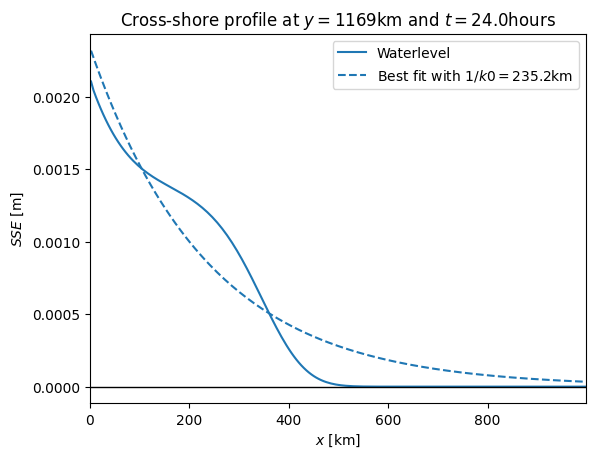 Cross-shore profile at y = 1169km and t = 24.0hours
Waterlevel
Best fit with 1/k0 = 235.2km
SSE [m]
0.0020
0.0015
0.0010
0.0005
0.0000
0 200 400 600 800
x [km]